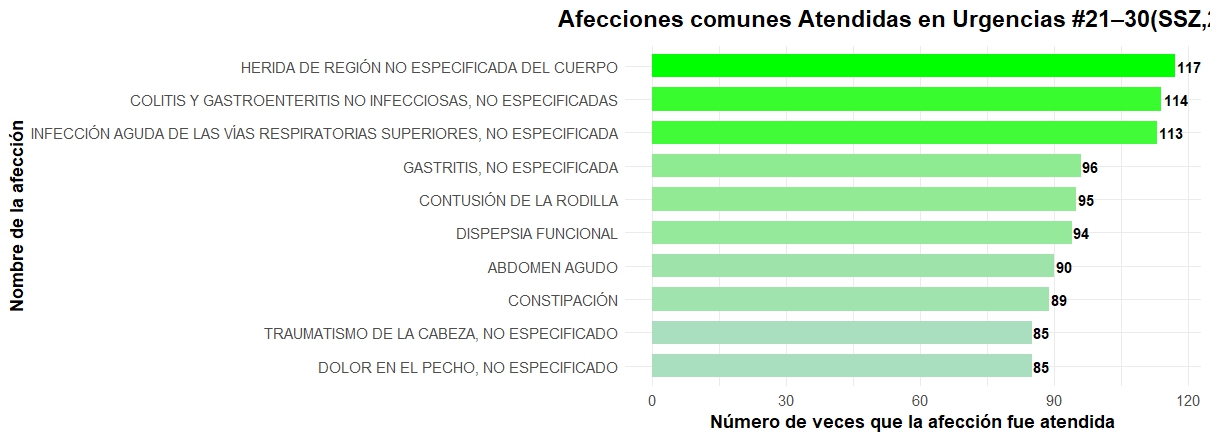 Afecciones comunes Atendidas en Urgencias #21–30(SSZ,
Nombre de la afección
HERIDA DE REGIÓN NO ESPECIFICADA DEL CUERPO 117
COLITIS Y GASTROENTERITIS NO INFECCIOSAS, NO ESPECIFICADAS 114
INFECCIÓN AGUDA DE LAS VÍAS RESPIRATORIAS SUPERIORES, NO ESPECIFICADA 113
GASTRITIS, NO ESPECIFICADA 96
CONTUSIÓN DE LA RODILLA 95
DISPEPSIA FUNCIONAL 94
ABDOMEN AGUDO 90
CONSTIPACIÓN 89
TRAUMATISMO DE LA CABEZA, NO ESPECIFICADO 85
DOLOR EN EL PECHO, NO ESPECIFICADO 85
0 30 60 90 120
Número de veces que la afección fue atendida